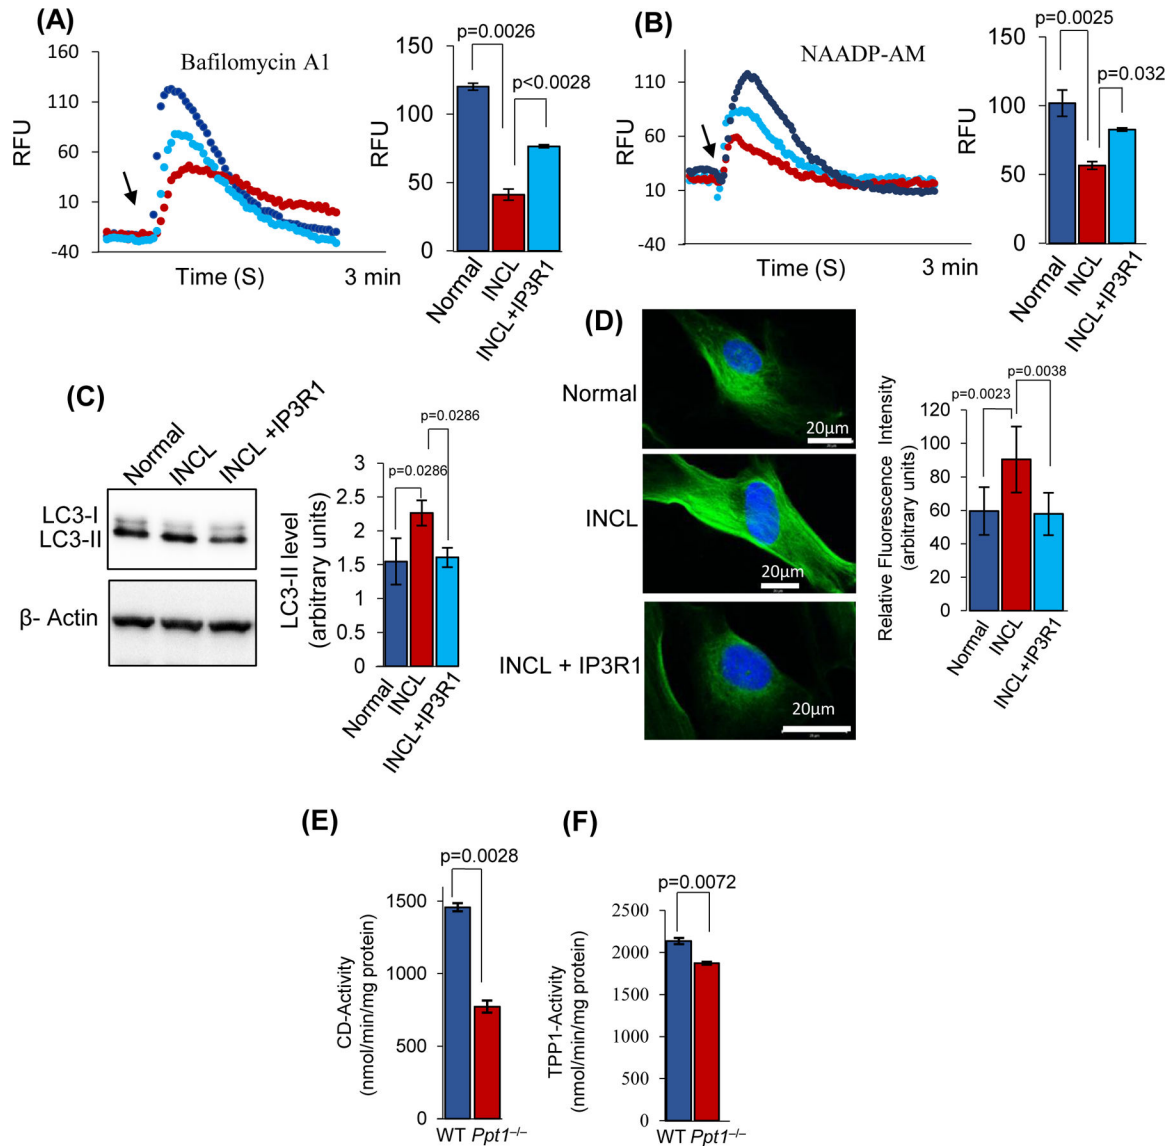 (A)
Bafilomycin A1
RFU
160
110
60
10
-40
Time (S)
3 min
p=0.0026
p<0.0028
RFU
150
100
50
0
Normal
INCL
INCL+IP3R1
(B)
NAADP-AM
RFU
110
60
10
-40
Time (S)
3 min
p=0.0025
p=0.032
RFU
150
100
50
0
Normal
INCL
INCL+IP3R1
(C)
Normal
INCL
INCL +IP3R1
LC3-I
LC3-II
β- Actin
p=0.0286
p=0.0286
LC3-II level
(arbitrary units)
3
2.5
2
1.5
1
0.5
0
Normal
INCL
INCL+IP3R1
(D)
Normal
20μm
INCL
20μm
INCL + IP3R1
20μm
p=0.0038
p=0.0023
Relative Fluorescence Intensity
(arbitrary units)
120
100
80
60
40
20
0
Normal
INCL
INCL+IP3R1
(E)
p=0.0028
CD-Activity
(nmol/min/mg protein)
1500
1000
500
0
WT Ppt1⁻/⁻
(F)
p=0.0072
TPP1-Activity
(nmol/min/mg protein)
2500
2000
1500
1000
500
0
WT Ppt1⁻/⁻